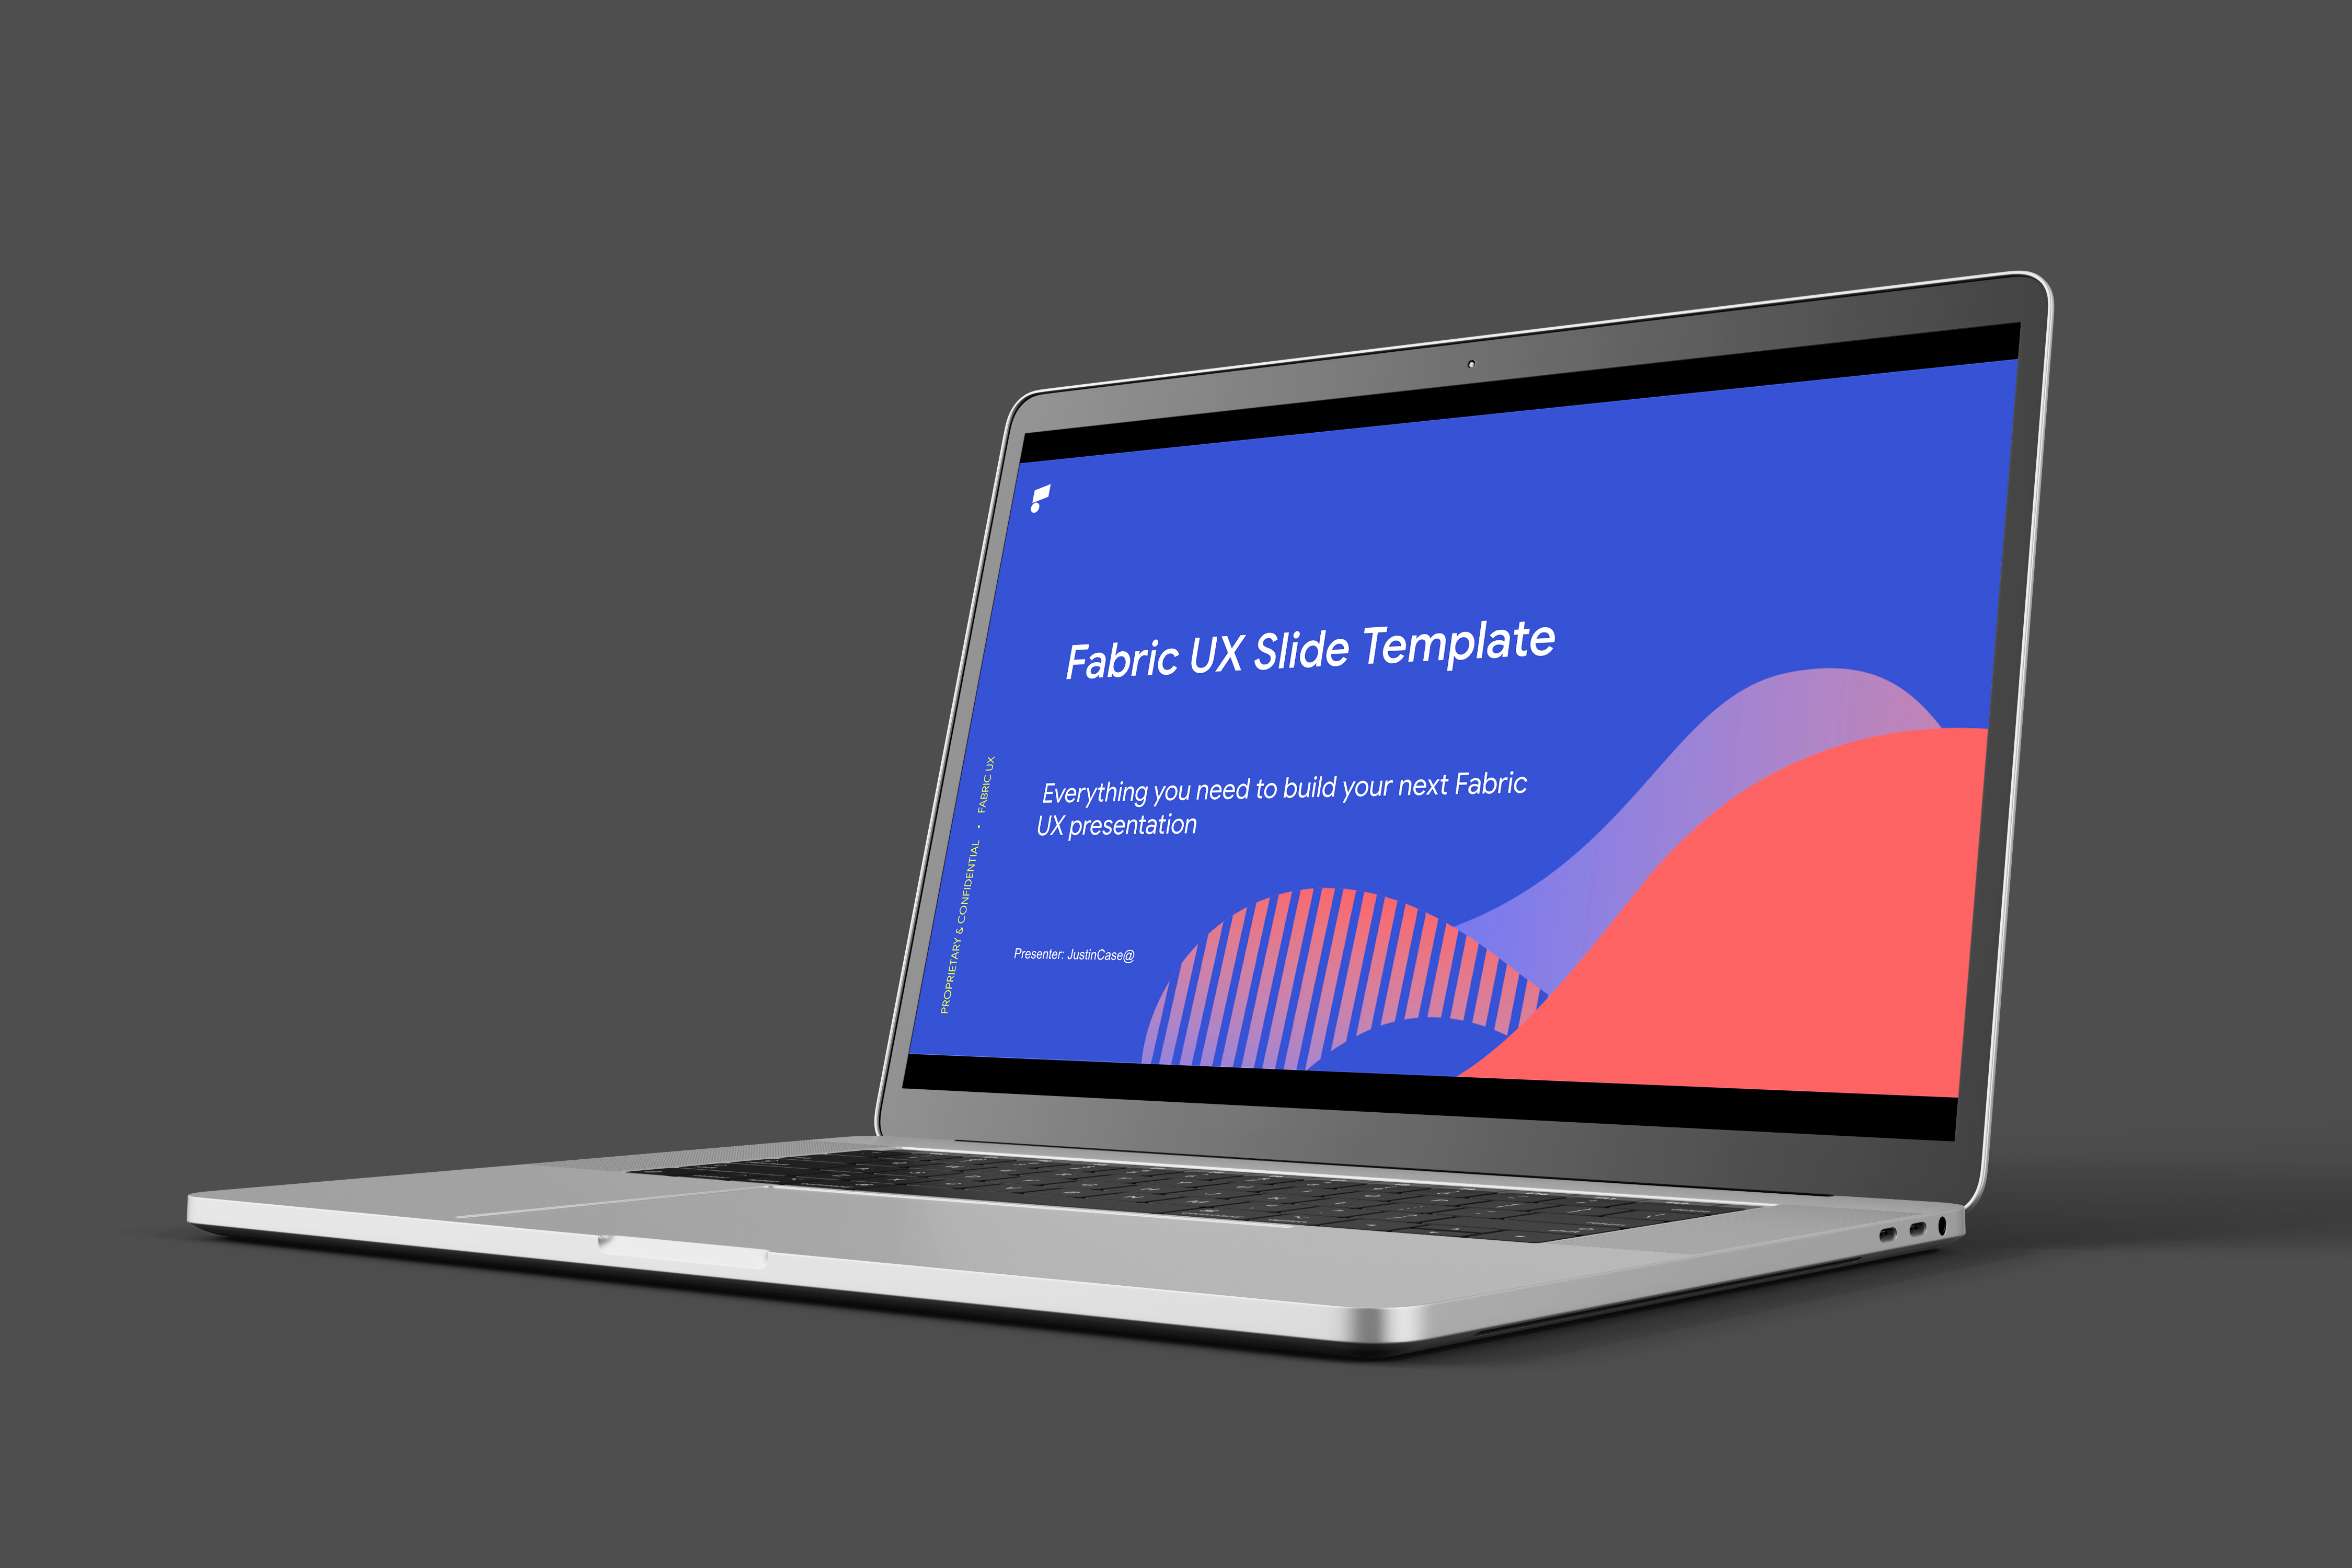 Fabric UX Slide Template
Everything you need to build your next Fabric
UX presentation
Presenter: JustinCase@
PROPRIETARY & CONFIDENTIAL • FABRIC UX